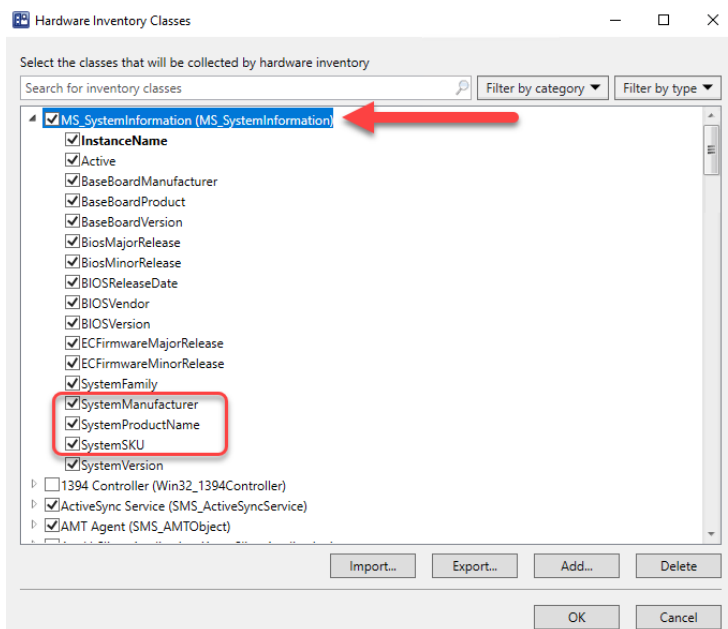 Hardware Inventory Classes
Select the classes that will be collected by hardware inventory
Search for inventory classes
Filter by category
Filter by type
MS_SystemInformation (MS_SystemInformation)
InstanceName
Active
BaseBoardManufacturer
BaseBoardProduct
BaseBoardVersion
BiosMajorRelease
BiosMinorRelease
BIOSReleaseDate
BIOSVendor
BIOSVersion
ECFirmwareMajorRelease
ECFirmwareMinorRelease
SystemFamily
SystemManufacturer
SystemProductName
SystemSKU
SystemVersion
1394 Controller (Win32_1394Controller)
ActiveSync Service (SMS_ActiveSyncService)
AMT Agent (SMS_AMTObject)
Import...
Export...
Add...
Delete
OK
Cancel